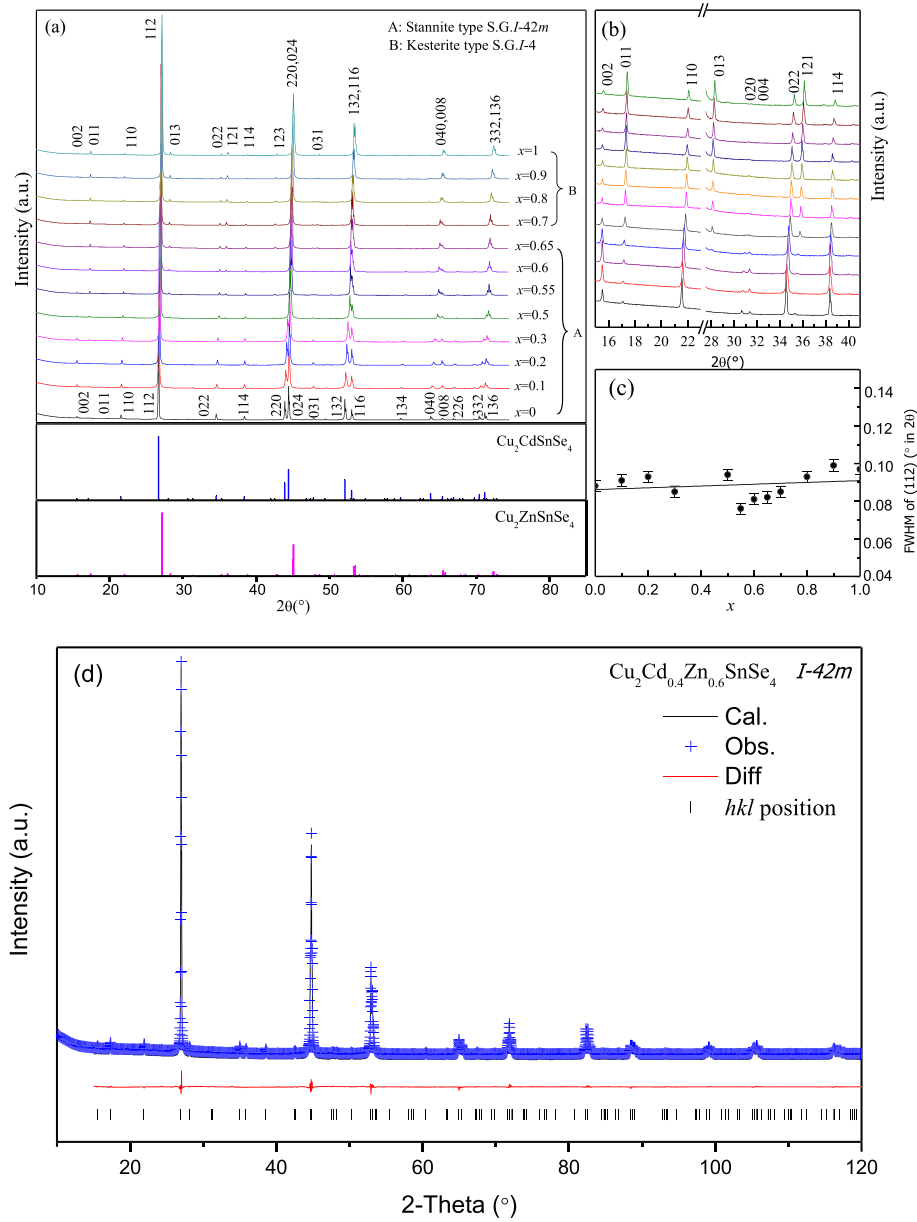 (a)
A: Stannite type S.G.I-42m
B: Kesterite type S.G.I-4
112
220,024
132,116
040,008
332,136
002
011
110
013
022
121
114
123
031
x=1
x=0.9
x=0.8
x=0.7
x=0.65
x=0.6
x=0.55
x=0.5
x=0.3
x=0.2
x=0.1
x=0
B
A
002
011
110
112
022
114
220
024
031
132
116
134
040
008
226
332
136
Intensity (a.u.)
Cu2CdSnSe4
Cu2ZnSnSe4
10 20 30 40 50 60 70 80
2θ(°)
(b)
002
011
110
013
020
004
022
121
114
Intensity (a.u.)
16 18 20 22 28 30 32 34 36 38 40
2θ(°)
(c)
0.14
0.12
0.10
0.08
0.06
0.04
FWHM of (112) (° in 2θ)
0.0 0.2 0.4 0.6 0.8 1.0
x
(d)
Cu2Cd0.4Zn0.6SnSe4 I-42m
Cal.
Obs.
Diff
hkl position
Intensity (a.u.)
20 40 60 80 100 120
2-Theta (°)